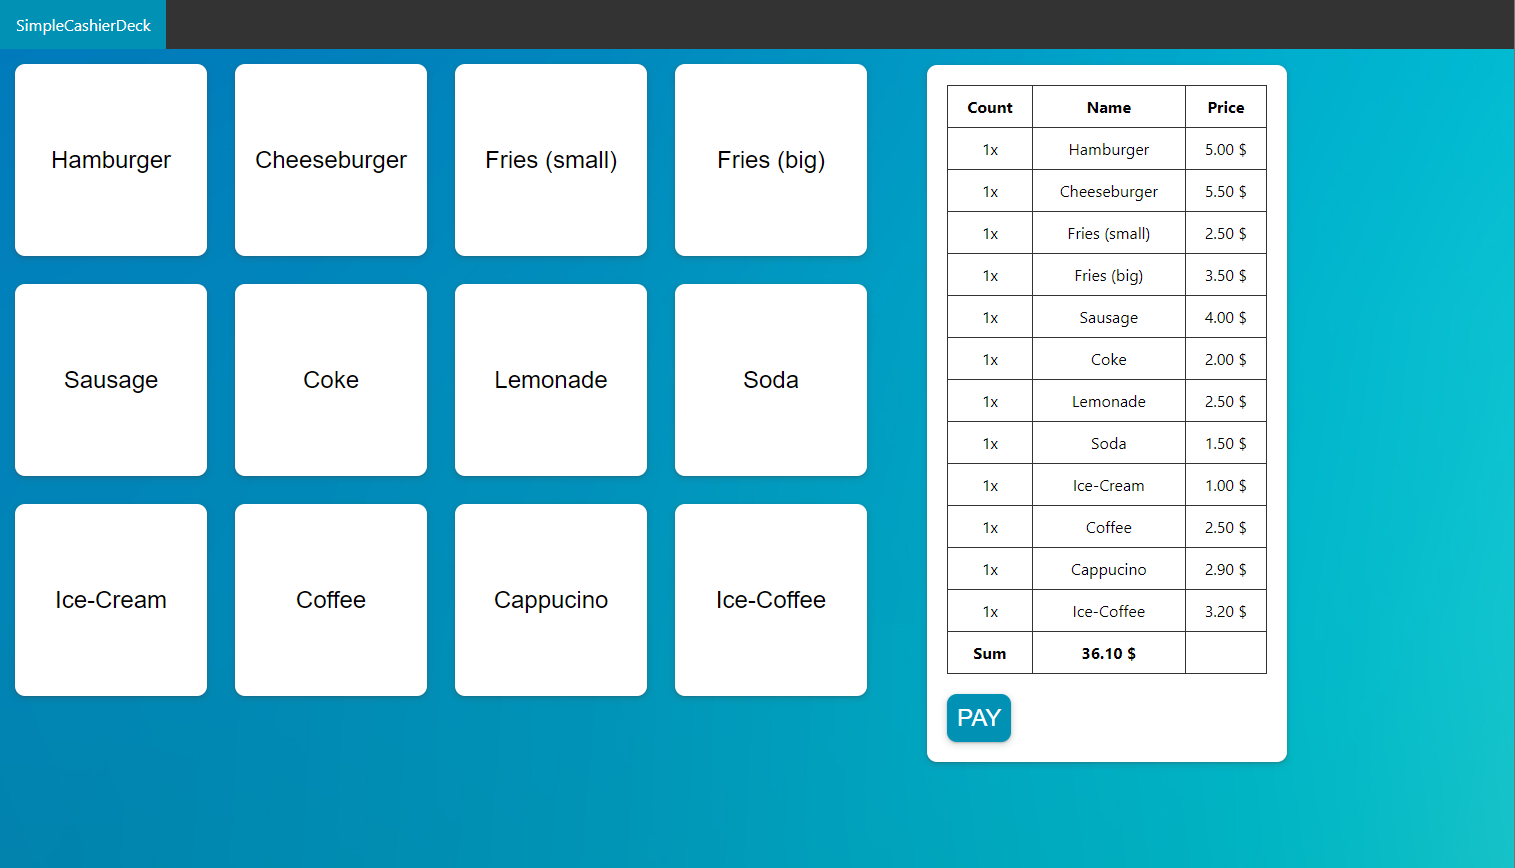 SimpleCashierDeck
Hamburger Cheeseburger Fries (small) Fries (big)
Sausage Coke Lemonade Soda
Ice-Cream Coffee Cappucino Ice-Coffee
Count Name Price
1x Hamburger 5.00 $
1x Cheeseburger 5.50 $
1x Fries (small) 2.50 $
1x Fries (big) 3.50 $
1x Sausage 4.00 $
1x Coke 2.00 $
1x Lemonade 2.50 $
1x Soda 1.50 $
1x Ice-Cream 1.00 $
1x Coffee 2.50 $
1x Cappucino 2.90 $
1x Ice-Coffee 3.20 $
Sum 36.10 $
PAY